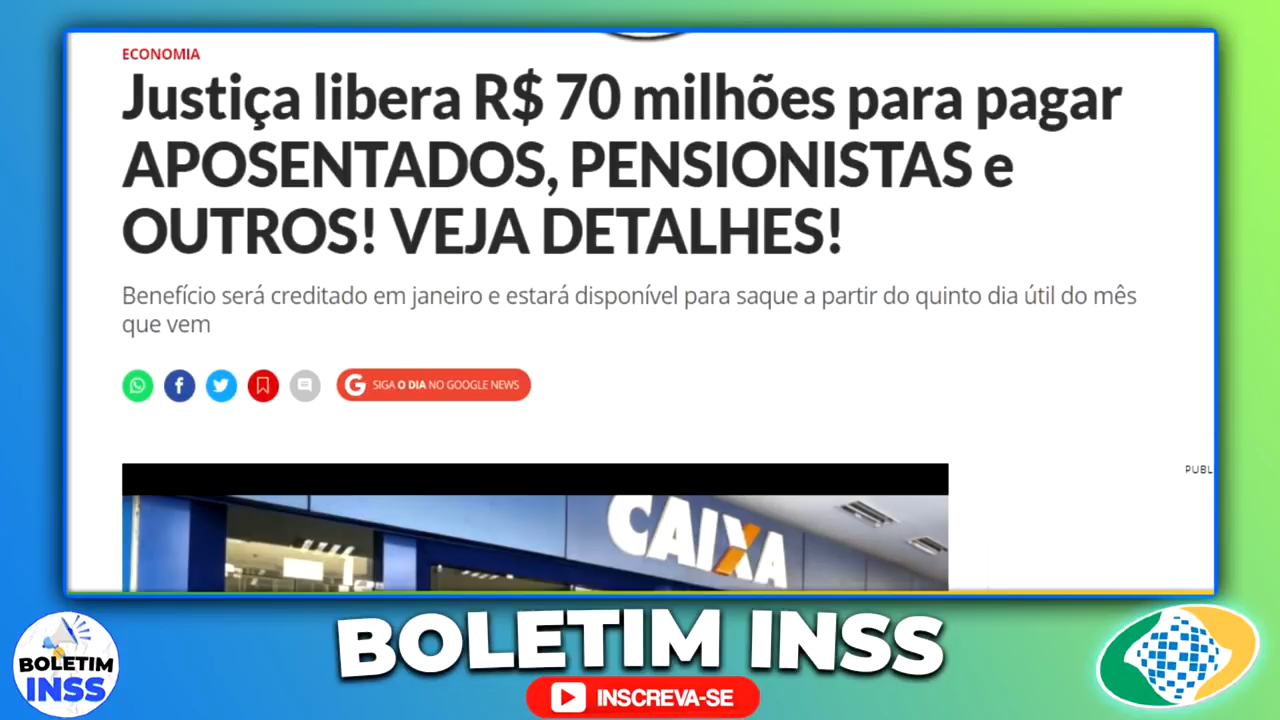 ECONOMIA
Justiça libera R$ 70 milhões para pagar
APOSENTADOS, PENSIONISTAS e
OUTROS! VEJA DETALHES!
Benefício será creditado em janeiro e estará disponível para saque a partir do quinto dia útil do mês
que vem
SIGA O DIA NO GOOGLE NEWS
PUBL
CAIXA
BOLETIM INSS
BOLETIM
INSS
INSCREVA-SE